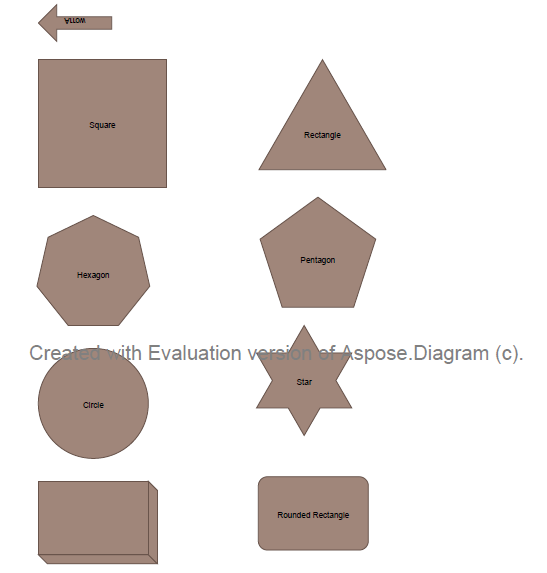 Arrow
Square
Rectangle
Hexagon
Pentagon
Created with Evaluation version of Aspose.Diagram (c).
Star
Circle
Rounded Rectangle